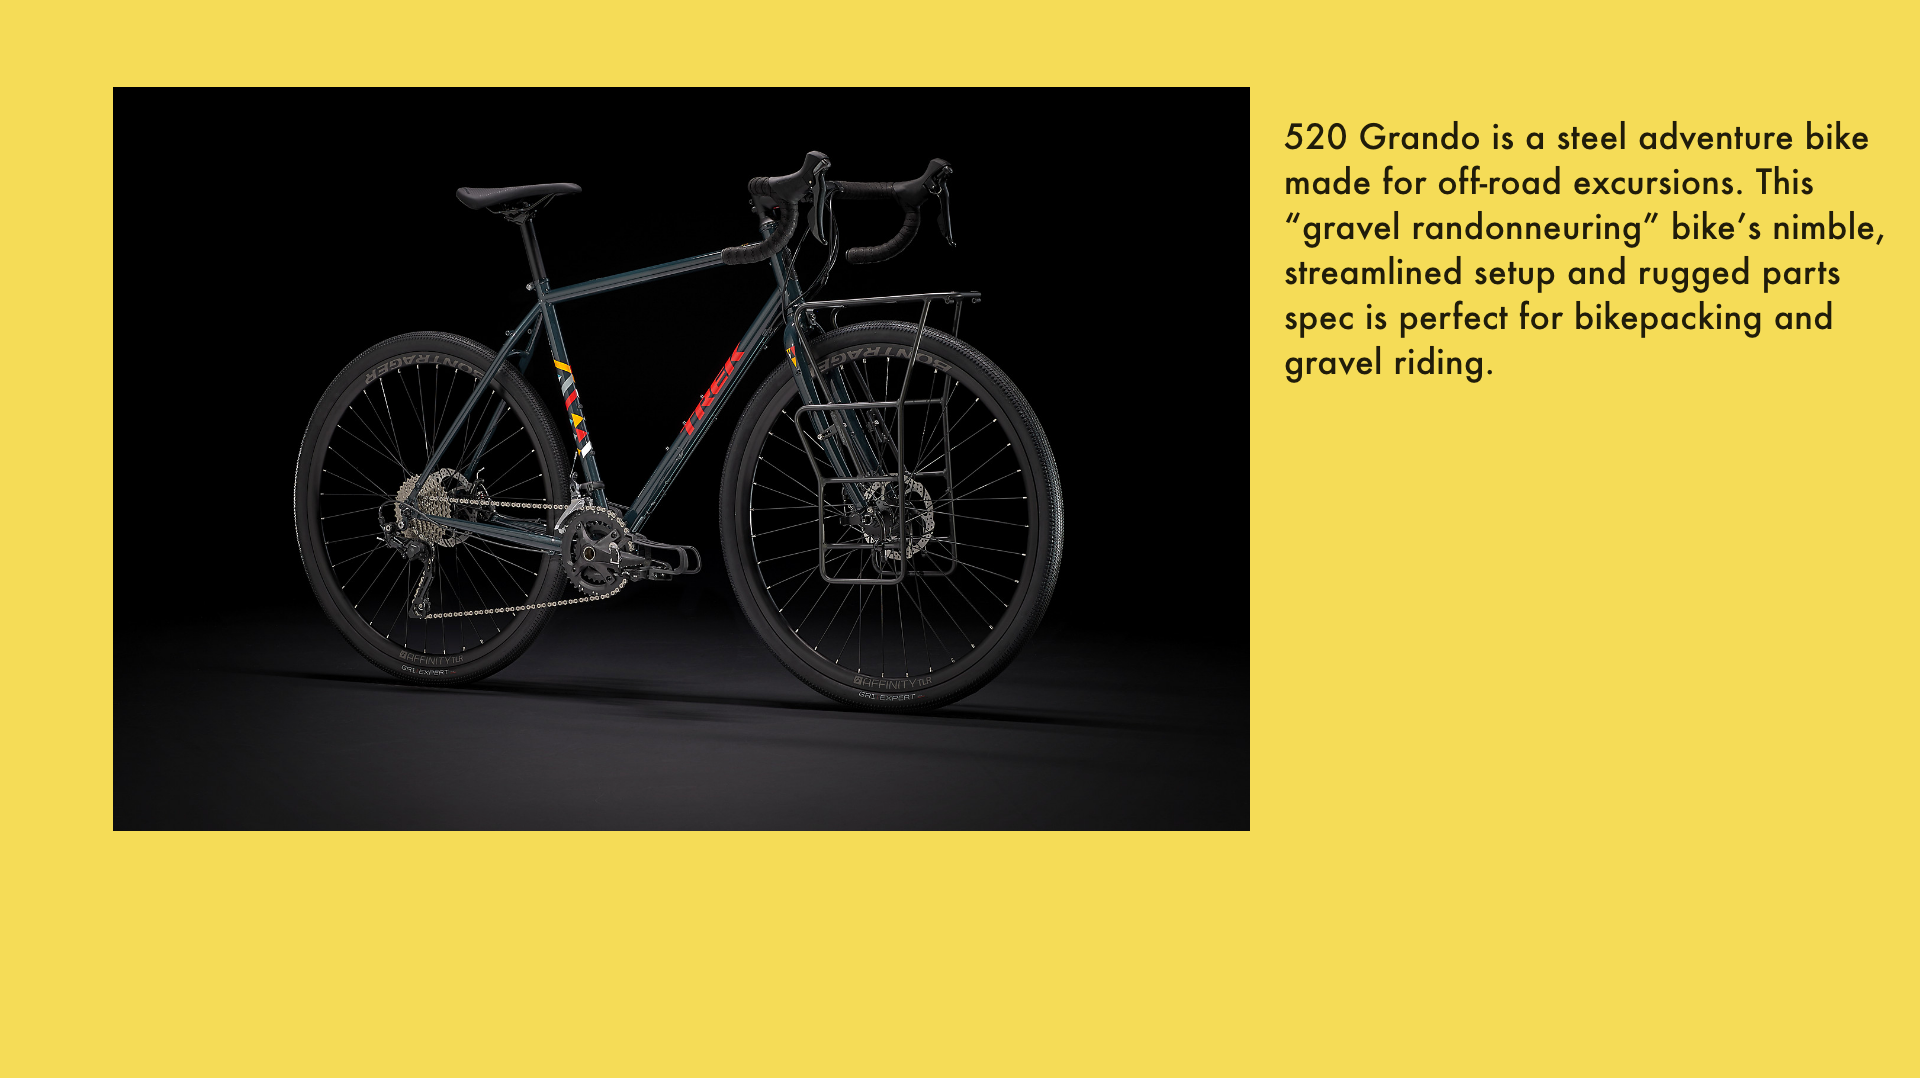 520 Grando is a steel adventure bike
made for off-road excursions. This
“gravel randonneuring” bike’s nimble,
streamlined setup and rugged parts
spec is perfect for bikepacking and
gravel riding.
TREK
BONTRAGER
BONTRAGER
AFFINITY TLR
GR1 EXPERT
AFFINITY TLR
GR1 EXPERT